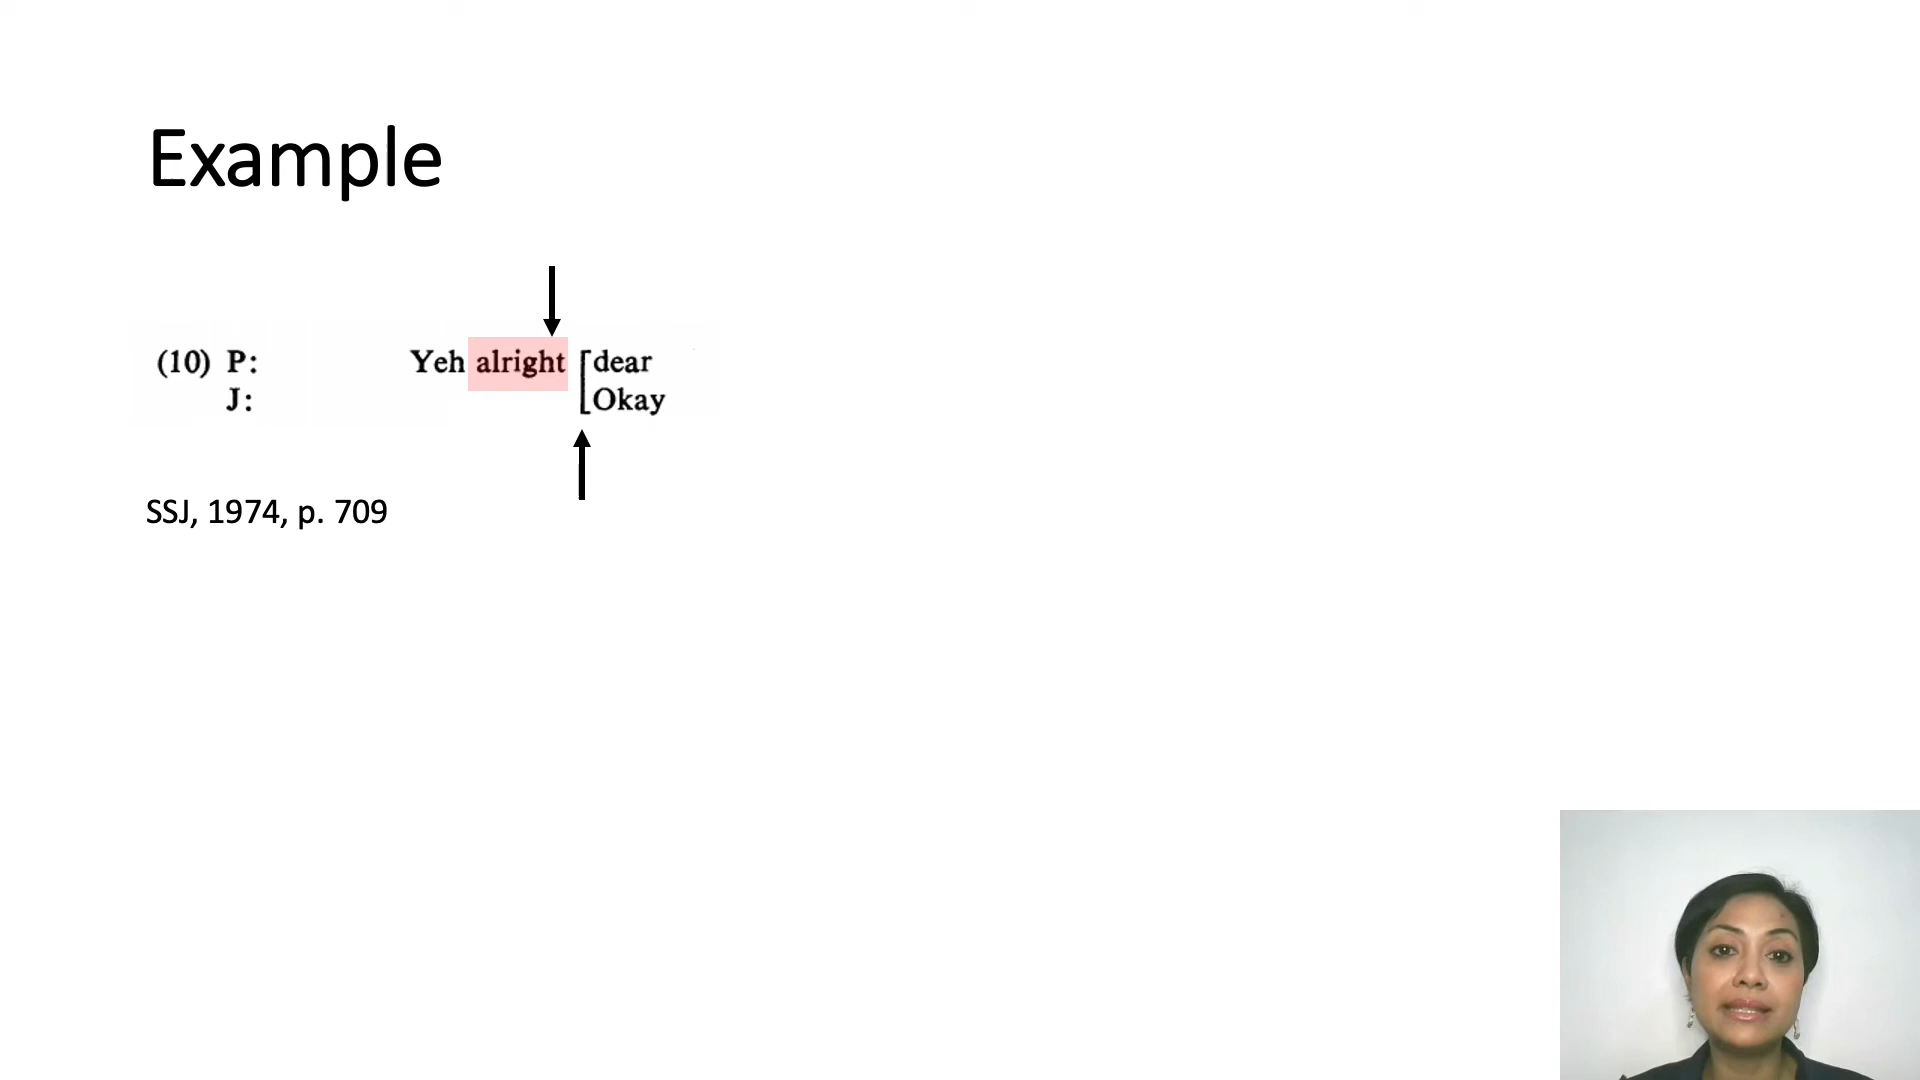 Example
(10) P: Yeh alright [dear
J: [Okay
SSJ, 1974, p. 709